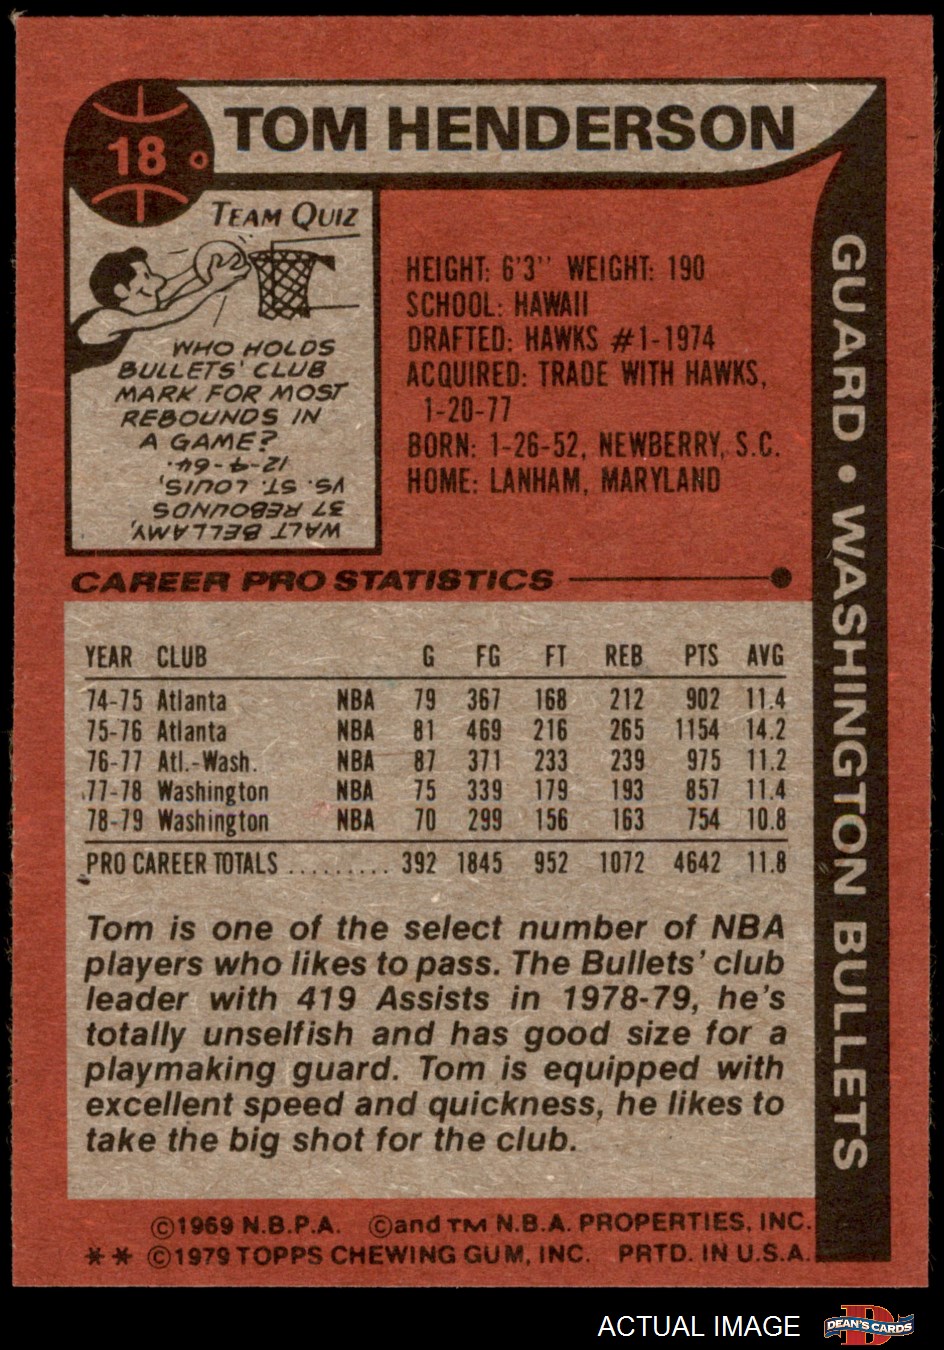 18
TOM HENDERSON
TEAM QUIZ
WHO HOLDS
BULLETS' CLUB
MARK FOR MOST
REBOUNDS IN
A GAME?
WALT BELLAMY,
37 REBOUNDS
VS. ST. LOUIS,
12-4-64.
HEIGHT: 6'3" WEIGHT: 190
SCHOOL: HAWAII
DRAFTED: HAWKS #1-1974
ACQUIRED: TRADE WITH HAWKS,
1-20-77
BORN: 1-26-52, NEWBERRY, S.C.
HOME: LANHAM, MARYLAND
GUARD • WASHINGTON BULLETS
CAREER PRO STATISTICS
YEAR CLUB G FG FT REB PTS AVG
74-75 Atlanta NBA 79 367 168 212 902 11.4
75-76 Atlanta NBA 81 469 216 265 1154 14.2
76-77 Atl.-Wash. NBA 87 371 233 239 975 11.2
77-78 Washington NBA 75 339 179 193 857 11.4
78-79 Washington NBA 70 299 156 163 754 10.8
PRO CAREER TOTALS ......... 392 1845 952 1072 4642 11.8
Tom is one of the select number of NBA
players who likes to pass. The Bullets' club
leader with 419 Assists in 1978-79, he's
totally unselfish and has good size for a
playmaking guard. Tom is equipped with
excellent speed and quickness, he likes to
take the big shot for the club.
©1969 N.B.P.A. ©and TM N.B.A. PROPERTIES, INC.
** ©1979 TOPPS CHEWING GUM, INC. PRTD. IN U.S.A.
ACTUAL IMAGE
D
DEAN'S CARDS